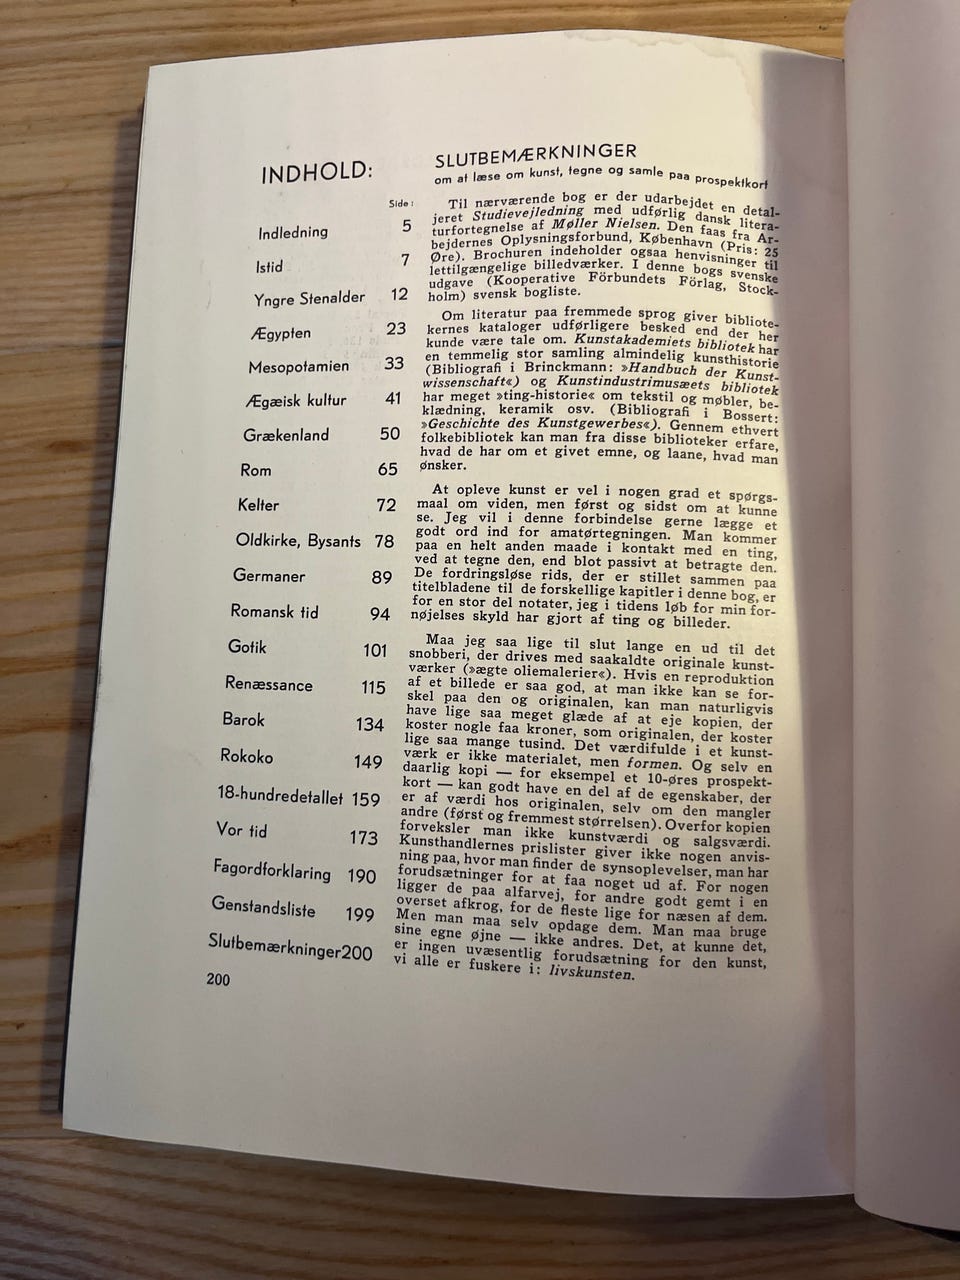 INDHOLD:
Side:
Indledning 5
Istid 7
Yngre Stenalder 12
Ægypten 23
Mesopotamien 33
Ægæisk kultur 41
Grækenland 50
Rom 65
Kelter 72
Oldkirke, Bysants 78
Germaner 89
Romansk tid 94
Gotik 101
Renæssance 115
Barok 134
Rokoko 149
18-hundredetallet 159
Vor tid 173
Fagordforklaring 190
Genstandsliste 199
Slutbemærkninger 200
200
SLUTBEMÆRKNINGER
om at læse om kunst, tegne og samle paa prospektkort
Til nærværende bog er der udarbejdet en detal-
jeret Studievejledning med udførlig dansk litera-
turfortegnelse af Møller Nielsen. Den faas fra Ar-
bejdernes Oplysningsforbund, København (Pris: 25
Øre). Brochuren indeholder ogsaa henvisninger til
lettilgængelige billedværker. I denne bogs svenske
udgave (Kooperative Förbundets Förlag, Stock-
holm) svensk bogliste.
Om literatur paa fremmede sprog giver bibliote-
kernes kataloger udførligere besked end der her
kunde være tale om. Kunstakademiets bibliotek har
en temmelig stor samling almindelig kunsthistorie
(Bibliografi i Brinckmann: »Handbuch der Kunst-
wissenschaft«) og Kunstindustrimusæets bibliotek
har meget »ting-historie« om tekstil og møbler, be-
klædning, keramik osv. (Bibliografi i Bossert:
»Geschichte des Kunstgewerbes«). Gennem ethvert
folkebibliotek kan man fra disse biblioteker erfare,
hvad de har om et givet emne, og laane, hvad man
ønsker.
At opleve kunst er vel i nogen grad et spørgs-
maal om viden, men først og sidst om at kunne
se. Jeg vil i denne forbindelse gerne lægge et
godt ord ind for amatørtegningen. Man kommer
paa en helt anden maade i kontakt med en ting,
ved at tegne den, end blot passivt at betragte den.
De fordringsløse rids, der er stillet sammen paa
titelbladene til de forskellige kapitler i denne bog, er
for en stor del notater, jeg i tidens løb for min for-
nøjelses skyld har gjort af ting og billeder.
Maa jeg saa lige til slut lange en ud til det
snobberi, der drives med saakaldte originale kunst-
værker (»ægte oliemalerier«). Hvis en reproduktion
af et billede er saa god, at man ikke kan se for-
skel paa den og originalen, kan man naturligvis
have lige saa meget glæde af at eje kopien, der
koster nogle faa kroner, som originalen, der koster
lige saa mange tusind. Det værdifulde i et kunst-
værk er ikke materialet, men formen. Og selv en
daarlig kopi — for eksempel et 10-øres prospekt-
kort — kan godt have en del af de egenskaber, der
er af værdi hos originalen, selv om den mangler
andre (først og fremmest størrelsen). Overfor kopien
forveksler man ikke kunstværdi og salgsværdi.
Kunsthandlernes prislister giver ikke nogen anvis-
ning paa, hvor man finder de synsoplevelser, man har
forudsætninger for at faa noget ud af. For nogen
ligger de paa alfarvej, for andre godt gemt i en
overset afkrog, for de fleste lige for næsen af dem.
Men man maa selv opdage dem. Man maa bruge
sine egne øjne — ikke andres. Det, at kunne det,
er ingen uvæsentlig forudsætning for den kunst,
vi alle er fuskere i: livskunsten.